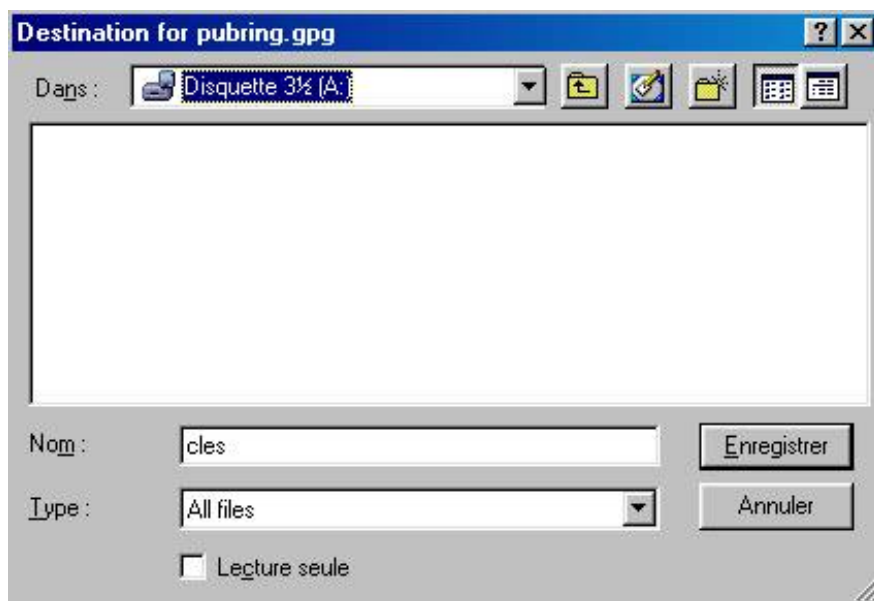 Destination for pubring.gpg
Dans :
Disquette 3½ (A:)
Nom :
cles
Enregistrer
Type :
All files
Annuler
Lecture seule